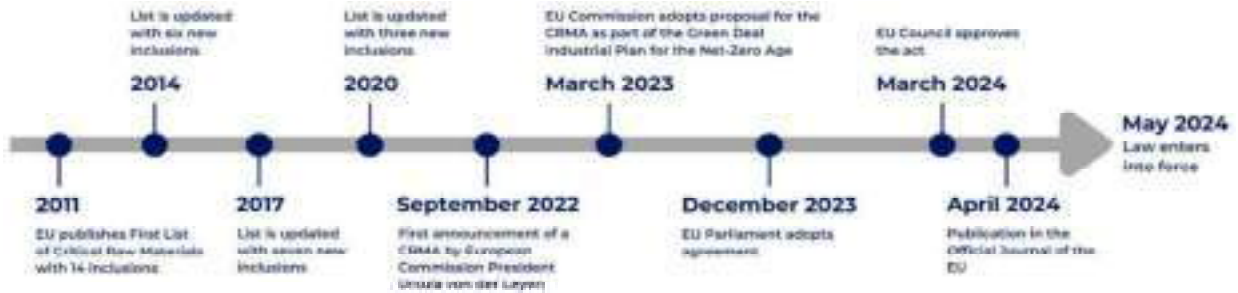 List is updated
with six new
inclusions
2014
List is updated
with three new
inclusions
2020
EU Commission adopts proposal for the
CRMA as part of the Green Deal
Industrial Plan for the Net-Zero Age
March 2023
EU Council approves
the act
March 2024
May 2024
Law enters
into force
2011
EU publishes First List
of Critical Raw Materials
with 14 inclusions
2017
List is updated
with seven new
inclusions
September 2022
First announcement of a
CRMA by European
Commission President
Ursula von der Leyen
December 2023
EU Parliament adopts
agreement
April 2024
Publication in the
Official Journal of the
EU